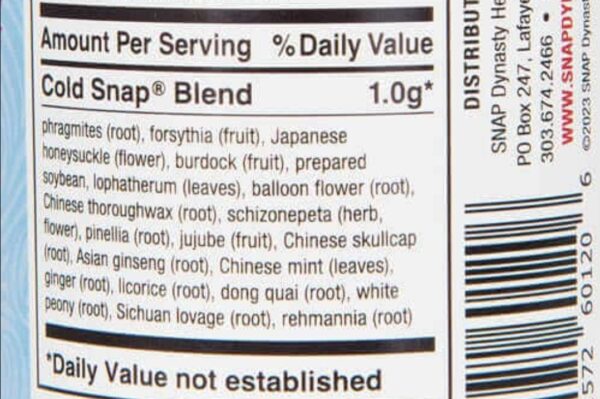 Amount Per Serving % Daily Value
Cold Snap® Blend 1.0g*
phragmites (root), forsythia (fruit), Japanese
honeysuckle (flower), burdock (fruit), prepared
soybean, lophatherum (leaves), balloon flower (root),
Chinese thoroughwax (root), schizonepeta (herb,
flower), pinellia (root), jujube (fruit), Chinese skullcap
(root), Asian ginseng (root), Chinese mint (leaves),
ginger (root), licorice (root), dong quai (root), white
peony (root), Sichuan lovage (root), rehmannia (root)
*Daily Value not established
DISTRIBUT
SNAP Dynasty He
PO Box 247, Lafaye
303.674.2466 •
www.SNAPDY
©2023 SNAP Dynast
572 60120 6